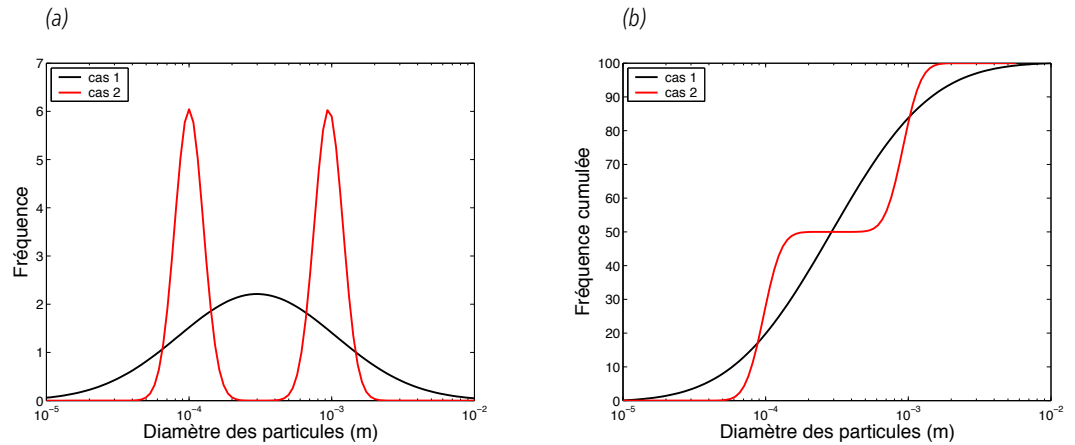 (a)
7
6
5
4
3
2
1
0
Fréquence
cas 1
cas 2
10⁻⁵
10⁻⁴
10⁻³
10⁻²
Diamètre des particules (m)
(b)
100
90
80
70
60
50
40
30
20
10
0
Fréquence cumulée
cas 1
cas 2
10⁻⁵
10⁻⁴
10⁻³
10⁻²
Diamètre des particules (m)